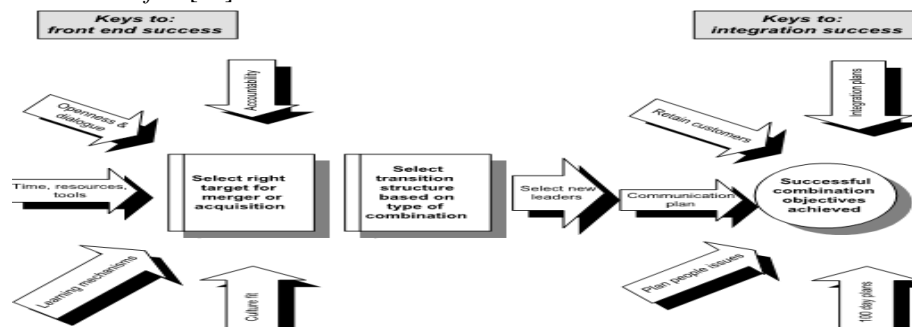 Keys to:
front end success
Keys to:
integration success
Accountability
Integration plans
Openness &
dialogue
Retain customers
Time, resources,
tools
Select right
target for
merger or
acquisition
Select
transition
structure
based on
type of
combination
Select new
leaders
Communication
plan
Successful
combination
objectives
achieved
Learning mechanisms
Culture fit
Plan people issues
100 day plans